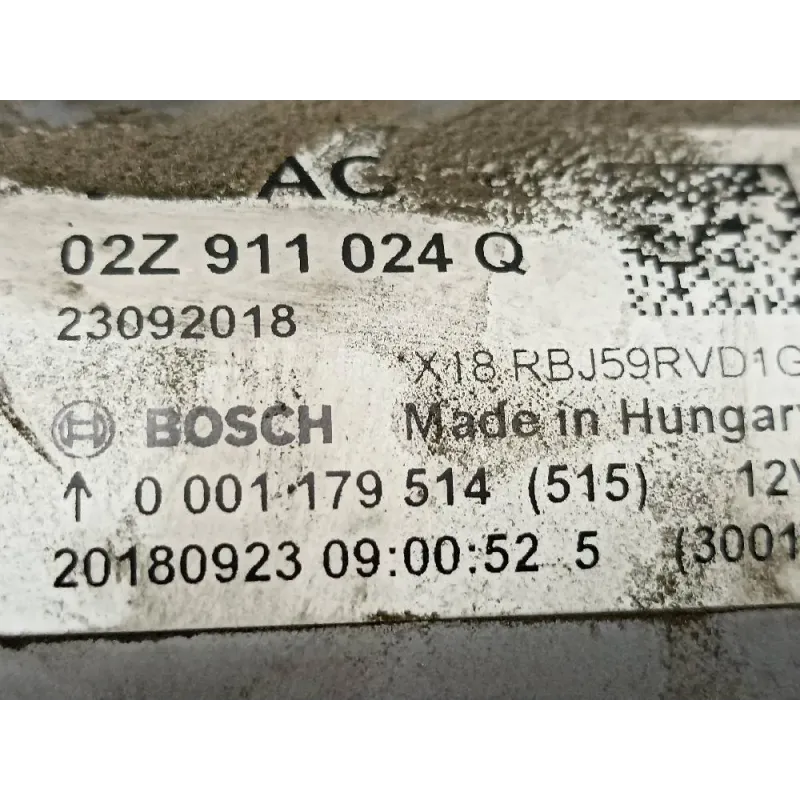 AC
02Z 911 024 Q
23092018
*X18 RBJ59RVD1G
BOSCH Made in Hungary
↑ 0 001 179 514 (515) 12V
20180923 09:00:52 5 (3001